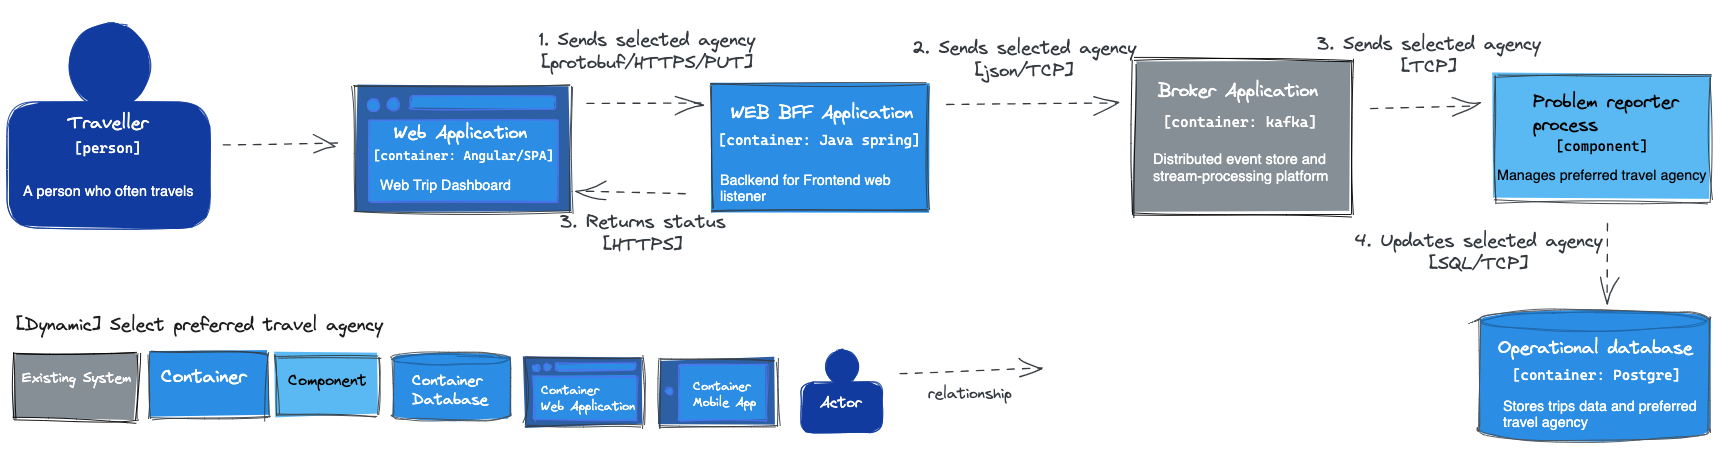 Traveller
[person]
A person who often travels
Web Application
[container: Angular/SPA]
Web Trip Dashboard
1. Sends selected agency
[protobuf/HTTPS/PUT]
WEB BFF Application
[container: Java spring]
Baclkend for Frontend web
listener
3. Returns status
[HTTPS]
2. Sends selected agency
[json/TCP]
Broker Application
[container: kafka]
Distributed event store and
stream-processing platform
3. Sends selected agency
[TCP]
Problem reporter
process
[component]
Manages preferred travel agency
4. Updates selected agency
[SQL/TCP]
Operational database
[container: Postgre]
Stores trips data and preferred
travel agency
[Dynamic] Select preferred travel agency
Existing System
Container
Component
Container
Database
Container
Web Application
Container
Mobile App
Actor
relationship